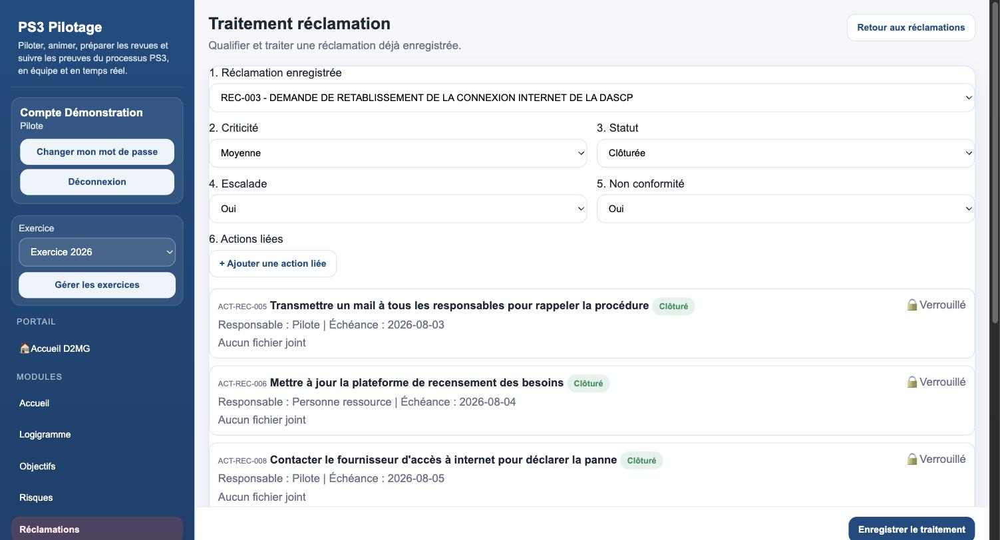 PS3 Pilotage
Piloter, animer, préparer les revues et
suivre les preuves du processus PS3,
en équipe et en temps réel.
Compte Démonstration
Pilote
Changer mon mot de passe
Déconnexion
Exercice
Exercice 2026
Gérer les exercices
PORTAIL
Accueil D2MG
MODULES
Accueil
Logigramme
Objectifs
Risques
Réclamations
Traitement réclamation
Qualifier et traiter une réclamation déjà enregistrée.
Retour aux réclamations
1. Réclamation enregistrée
REC-003 - DEMANDE DE RETABLISSEMENT DE LA CONNEXION INTERNET DE LA DASCP
2. Criticité
Moyenne
3. Statut
Clôturée
4. Escalade
Oui
5. Non conformité
Oui
6. Actions liées
+ Ajouter une action liée
ACT-REC-005 Transmettre un mail à tous les responsables pour rappeler la procédure Clôturé
Verrouillé
Responsable : Pilote | Échéance : 2026-08-03
Aucun fichier joint
ACT-REC-006 Mettre à jour la plateforme de recensement des besoins Clôturé
Verrouillé
Responsable : Personne ressource | Échéance : 2026-08-04
Aucun fichier joint
ACT-REC-008 Contacter le fournisseur d'accès à internet pour déclarer la panne Clôturé
Verrouillé
Responsable : Pilote | Échéance : 2026-08-05
Aucun fichier joint
Enregistrer le traitement